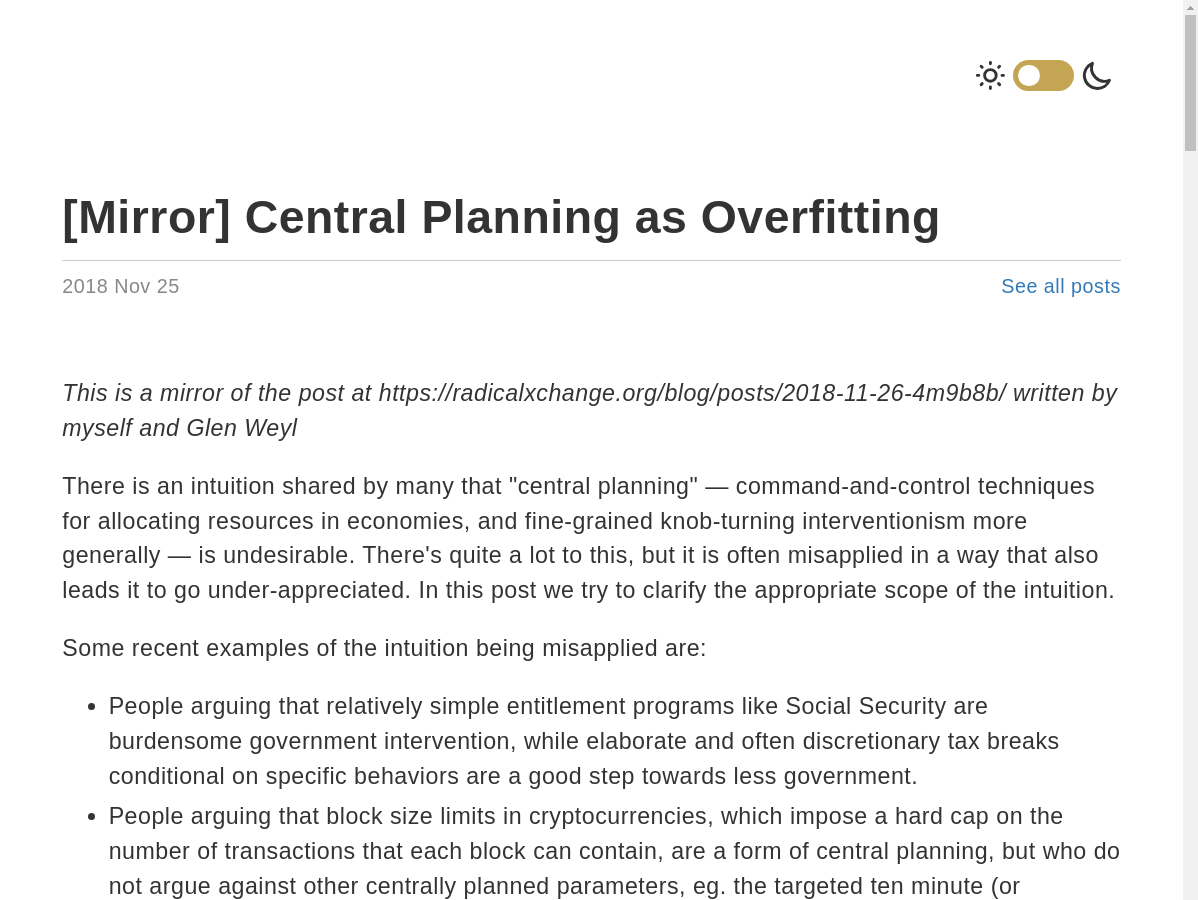 [Mirror] Central Planning as Overfitting
2018 Nov 25
See all posts
This is a mirror of the post at https://radicalxchange.org/blog/posts/2018-11-26-4m9b8b/ written by
myself and Glen Weyl
There is an intuition shared by many that "central planning" — command-and-control techniques
for allocating resources in economies, and fine-grained knob-turning interventionism more
generally — is undesirable. There's quite a lot to this, but it is often misapplied in a way that also
leads it to go under-appreciated. In this post we try to clarify the appropriate scope of the intuition.
Some recent examples of the intuition being misapplied are:
• People arguing that relatively simple entitlement programs like Social Security are
burdensome government intervention, while elaborate and often discretionary tax breaks
conditional on specific behaviors are a good step towards less government.
• People arguing that block size limits in cryptocurrencies, which impose a hard cap on the
number of transactions that each block can contain, are a form of central planning, but who do
not argue against other centrally planned parameters, eg. the targeted ten minute (or